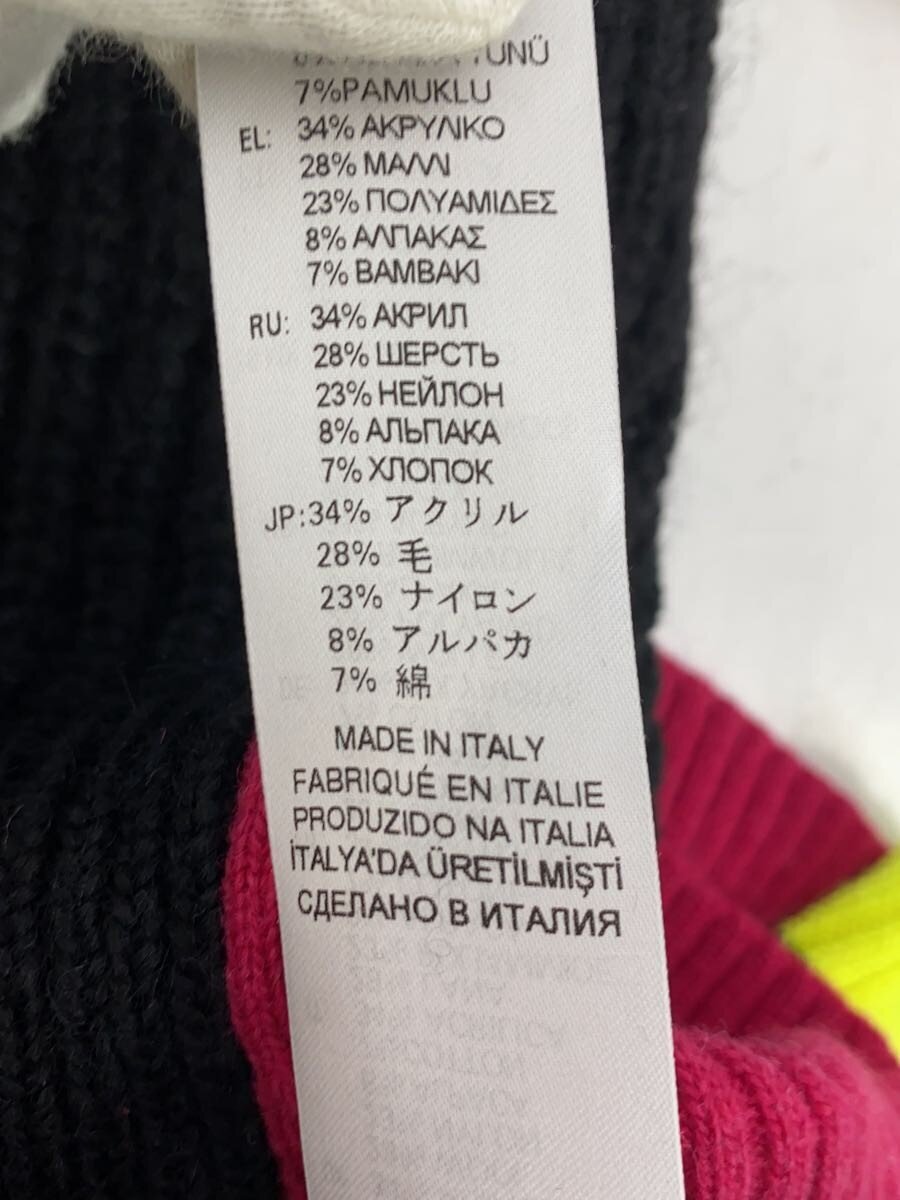 7%PAMUKLU
EL: 34% ΑΚΡΥΛΙΚΟ
28% ΜΑΛΛΙ
23% ΠΟΛΥΑΜΙΔΕΣ
8% ΑΛΠΑΚΑΣ
7% ΒΑΜΒΑΚΙ
RU: 34% АКРИЛ
28% ШЕРСТЬ
23% НЕЙЛОН
8% АЛЬПАКА
7% ХЛОПОК
JP:34% アクリル
28% 毛
23% ナイロン
8% アルパカ
7% 綿
MADE IN ITALY
FABRIQUÉ EN ITALIE
PRODUZIDO NA ITALIA
İTALYA'DA ÜRETİLMİŞTİ
СДЕЛАНО В ИТАЛИЯ